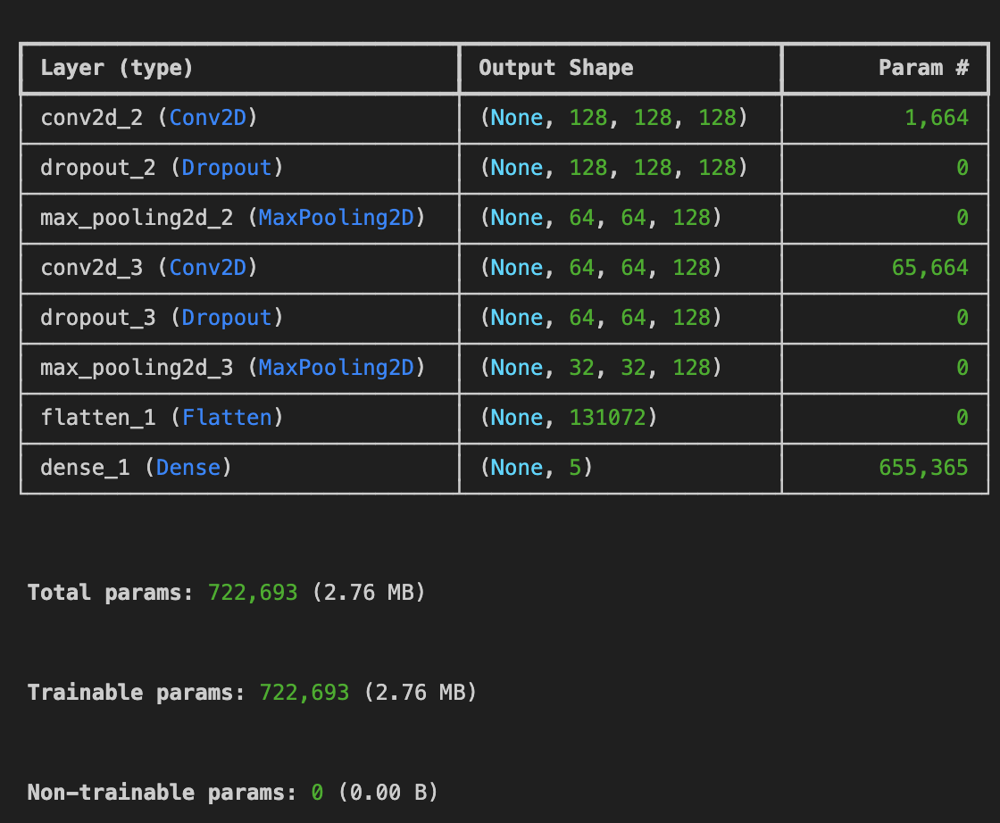 Layer (type) Output Shape Param #
conv2d_2 (Conv2D) (None, 128, 128, 128) 1,664
dropout_2 (Dropout) (None, 128, 128, 128) 0
max_pooling2d_2 (MaxPooling2D) (None, 64, 64, 128) 0
conv2d_3 (Conv2D) (None, 64, 64, 128) 65,664
dropout_3 (Dropout) (None, 64, 64, 128) 0
max_pooling2d_3 (MaxPooling2D) (None, 32, 32, 128) 0
flatten_1 (Flatten) (None, 131072) 0
dense_1 (Dense) (None, 5) 655,365
Total params: 722,693 (2.76 MB)
Trainable params: 722,693 (2.76 MB)
Non-trainable params: 0 (0.00 B)